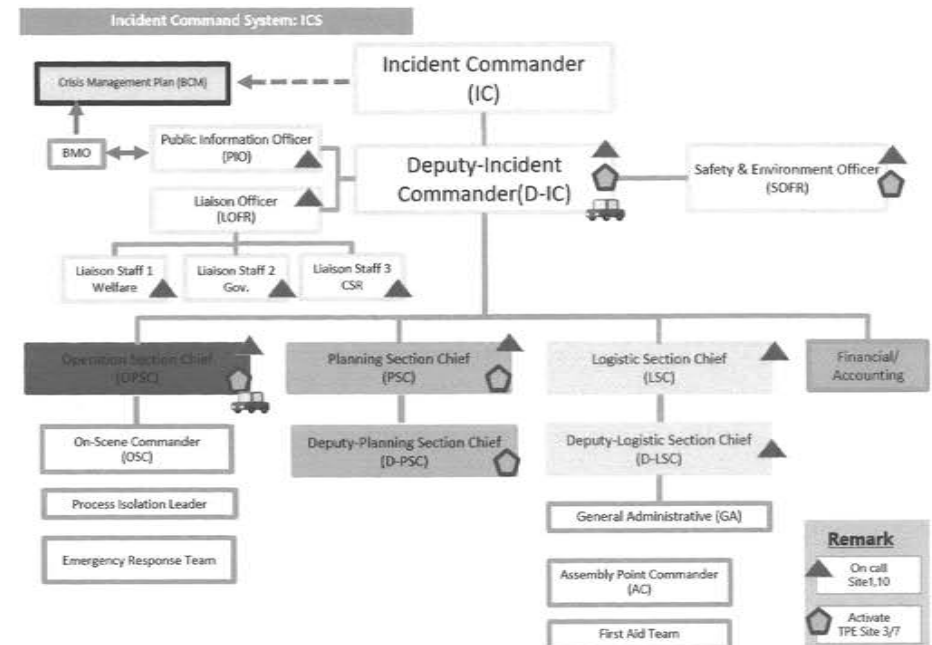 Incident Command System: ICS
Incident Commander
(IC)
Crisis Management Plan (BCM)
BMO
Public Information Officer
(PIO)
Deputy-Incident
Commander(D-IC)
Safety & Environment Officer
(SOFR)
Liaison Officer
(LOFR)
Liaison Staff 1
Welfare
Liaison Staff 2
Gov.
Liaison Staff 3
CSR
Operation Section Chief
(OPSC)
Planning Section Chief
(PSC)
Logistic Section Chief
(LSC)
Financial/
Accounting
On-Scene Commander
(OSC)
Deputy-Planning Section Chief
(D-PSC)
Deputy-Logistic Section Chief
(D-LSC)
Process Isolation Leader
General Administrative (GA)
Emergency Response Team
Assembly Point Commander
(AC)
First Aid Team
Remark
On call
Site1,10
Activate
TPE Site 3/7